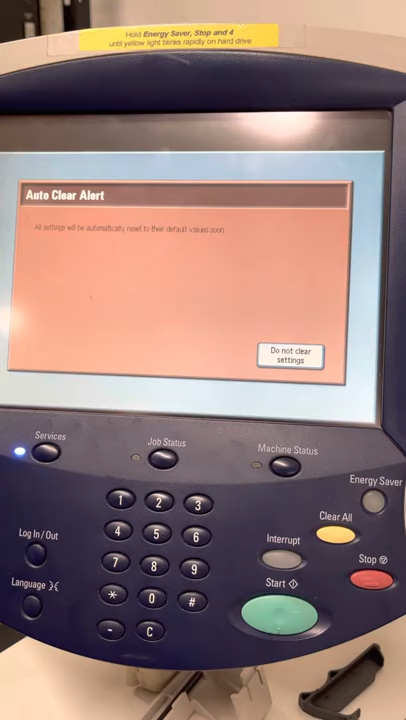 Hold Energy Saver, Stop and 4
until yellow light blinks rapidly on hard drive
Auto Clear Alert
All settings will be automatically reset to their default values soon
Do not clear
settings
Services
Job Status
Machine Status
Energy Saver
Clear All
Log In / Out
Interrupt
Stop
Language
Start
1 2 3
4 5 6
7 8 9
* 0 #
- C